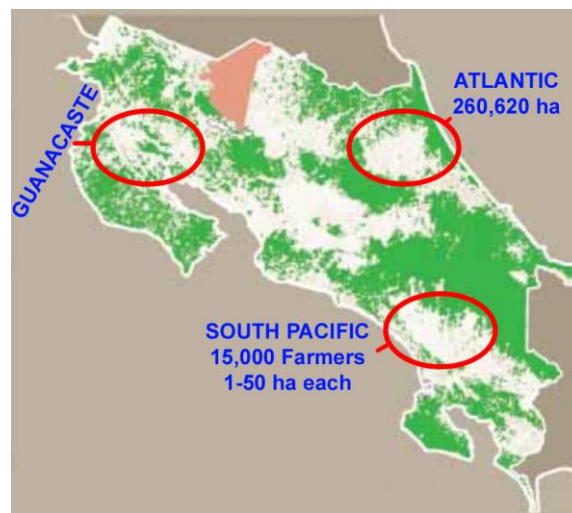 GUANACASTE
ATLANTIC
260,620 ha
SOUTH PACIFIC
15,000 Farmers
1-50 ha each